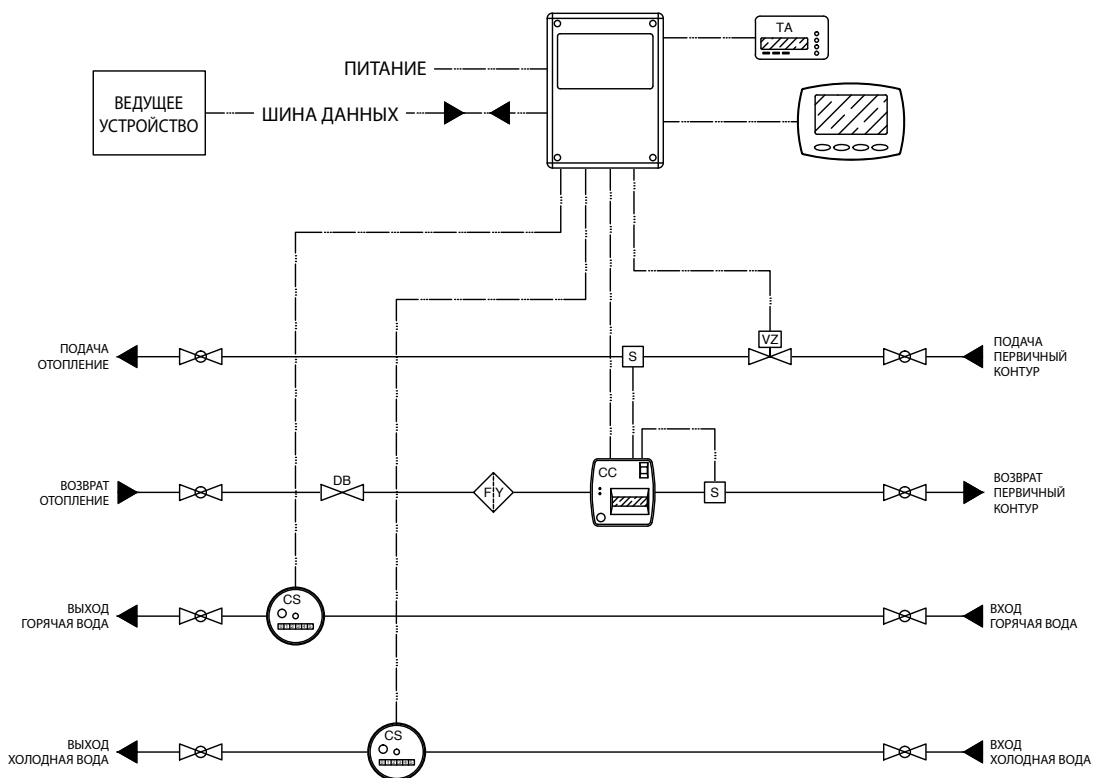 TA
ПИТАНИЕ
ВЕДУЩЕЕ
УСТРОЙСТВО
ШИНА ДАННЫХ
VZ
ПОДАЧА
ОТОПЛЕНИЕ
S
ПОДАЧА
ПЕРВИЧНЫЙ
КОНТУР
CC
ВОЗВРАТ
ОТОПЛЕНИЕ
DB
F Y
S
ВОЗВРАТ
ПЕРВИЧНЫЙ
КОНТУР
CS
ВЫХОД
ГОРЯЧАЯ ВОДА
ВХОД
ГОРЯЧАЯ ВОДА
CS
ВЫХОД
ХОЛОДНАЯ ВОДА
ВХОД
ХОЛОДНАЯ ВОДА